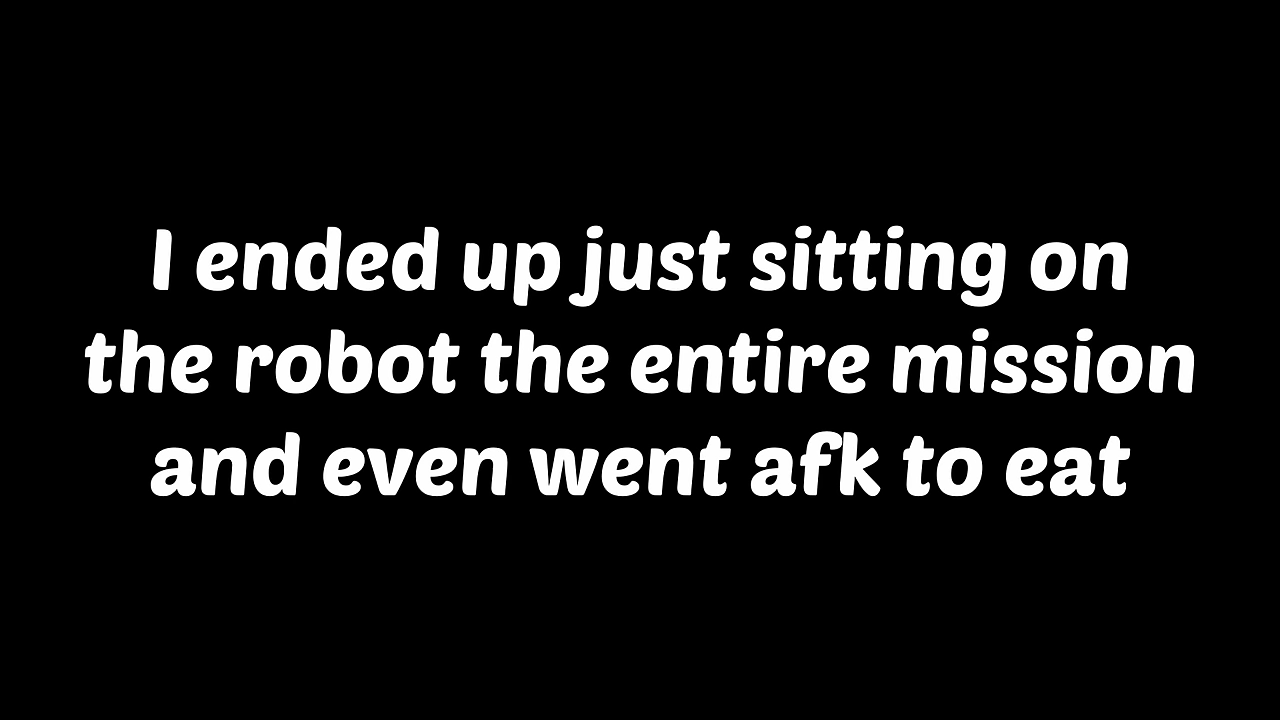 I ended up just sitting on
the robot the entire mission
and even went afk to eat